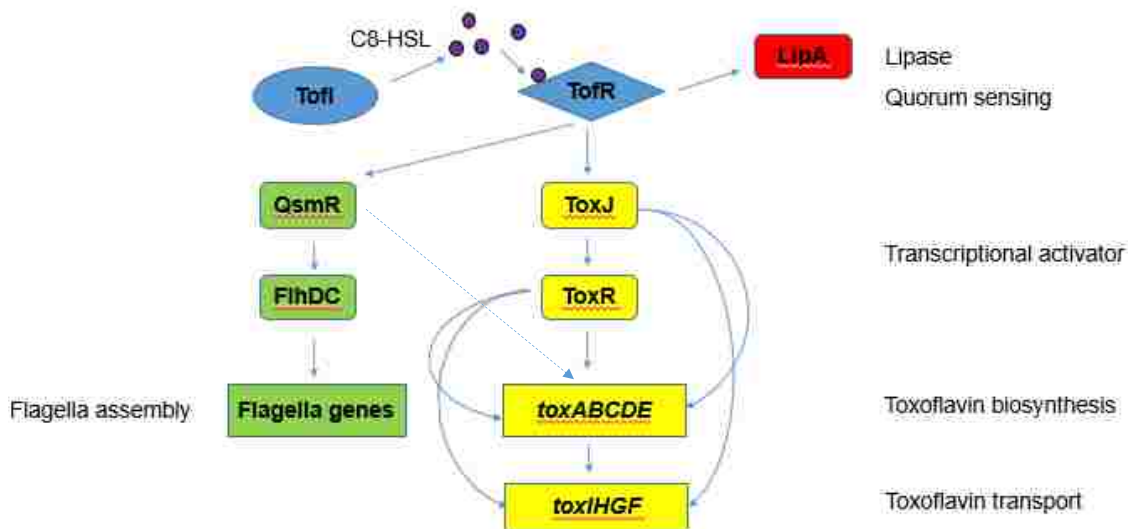 C8-HSL
LipA
Lipase
TofI
TofR
Quorum sensing
QsmR
ToxJ
Transcriptional activator
FlhDC
ToxR
Flagella assembly
Flagella genes
toxABCDE
Toxoflavin biosynthesis
toxIHGF
Toxoflavin transport